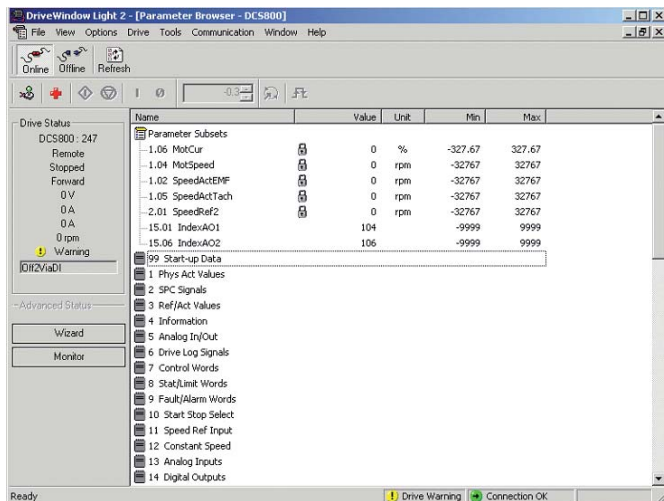 DriveWindow Light 2 - [Parameter Browser - DCS800]
File View Options Drive Tools Communication Window Help
Online Offline Refresh
-0.3
Drive Status
DCS800 : 247
Remote
Stopped
Forward
0 V
0 A
0 A
0 rpm
Warning
Off2ViaDI
Advanced Status
Wizard
Monitor
Name Value Unit Min Max
Parameter Subsets
1.06 MotCur 0 % -327.67 327.67
1.04 MotSpeed 0 rpm -32767 32767
1.02 SpeedActEMF 0 rpm -32767 32767
1.05 SpeedActTach 0 rpm -32767 32767
2.01 SpeedRef2 0 rpm -32767 32767
15.01 IndexAO1 104 -9999 9999
15.06 IndexAO2 106 -9999 9999
99 Start-up Data
1 Phys Act Values
2 SPC Signals
3 Ref/Act Values
4 Information
5 Analog In/Out
6 Drive Log Signals
7 Control Words
8 Stat/Limit Words
9 Fault/Alarm Words
10 Start Stop Select
11 Speed Ref Input
12 Constant Speed
13 Analog Inputs
14 Digital Outputs
Ready Drive Warning Connection OK